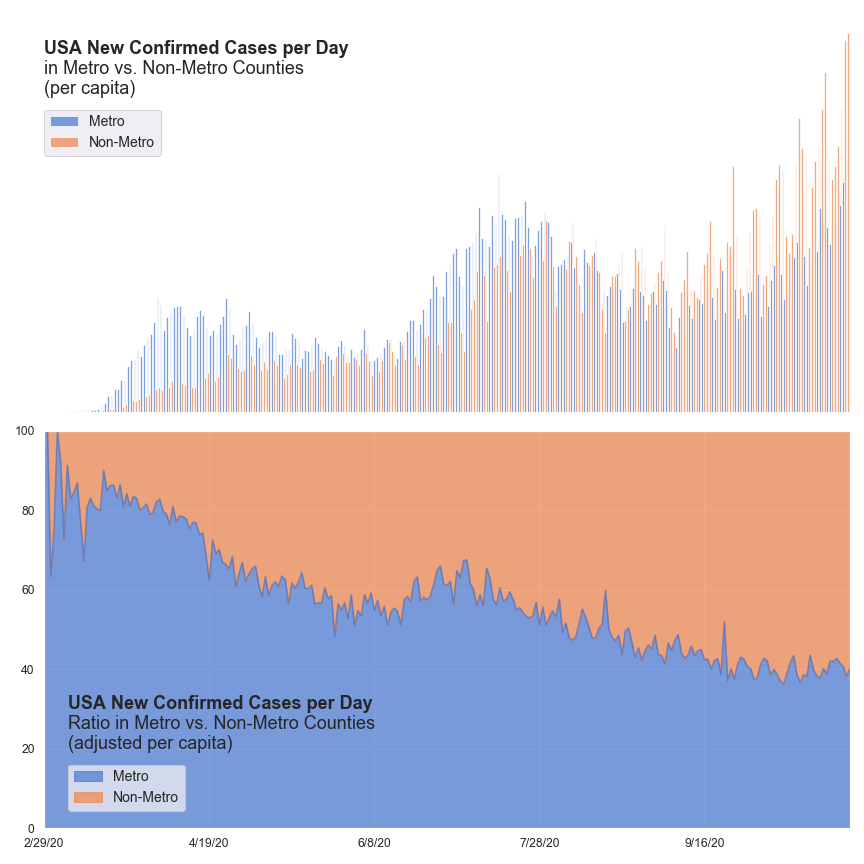 USA New Confirmed Cases per Day
in Metro vs. Non-Metro Counties
(per capita)
Metro
Non-Metro
100
80
60
40
20
0
USA New Confirmed Cases per Day
Ratio in Metro vs. Non-Metro Counties
(adjusted per capita)
Metro
Non-Metro
2/29/20
4/19/20
6/8/20
7/28/20
9/16/20